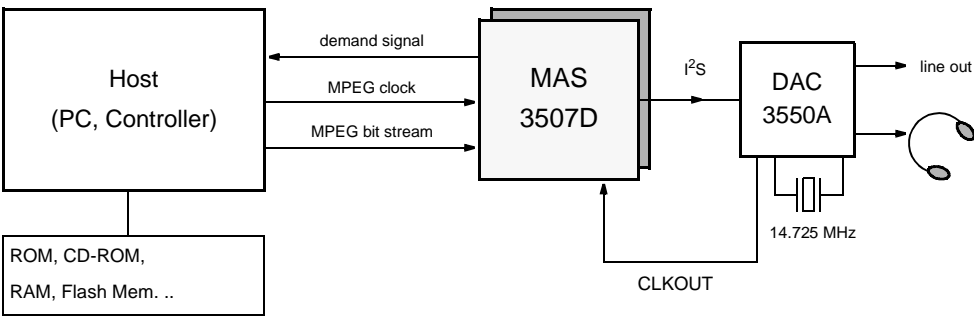 Host
(PC, Controller)
demand signal
MPEG clock
MPEG bit stream
MAS
3507D
I²S
DAC
3550A
line out
14.725 MHz
CLKOUT
ROM, CD-ROM,
RAM, Flash Mem. ..